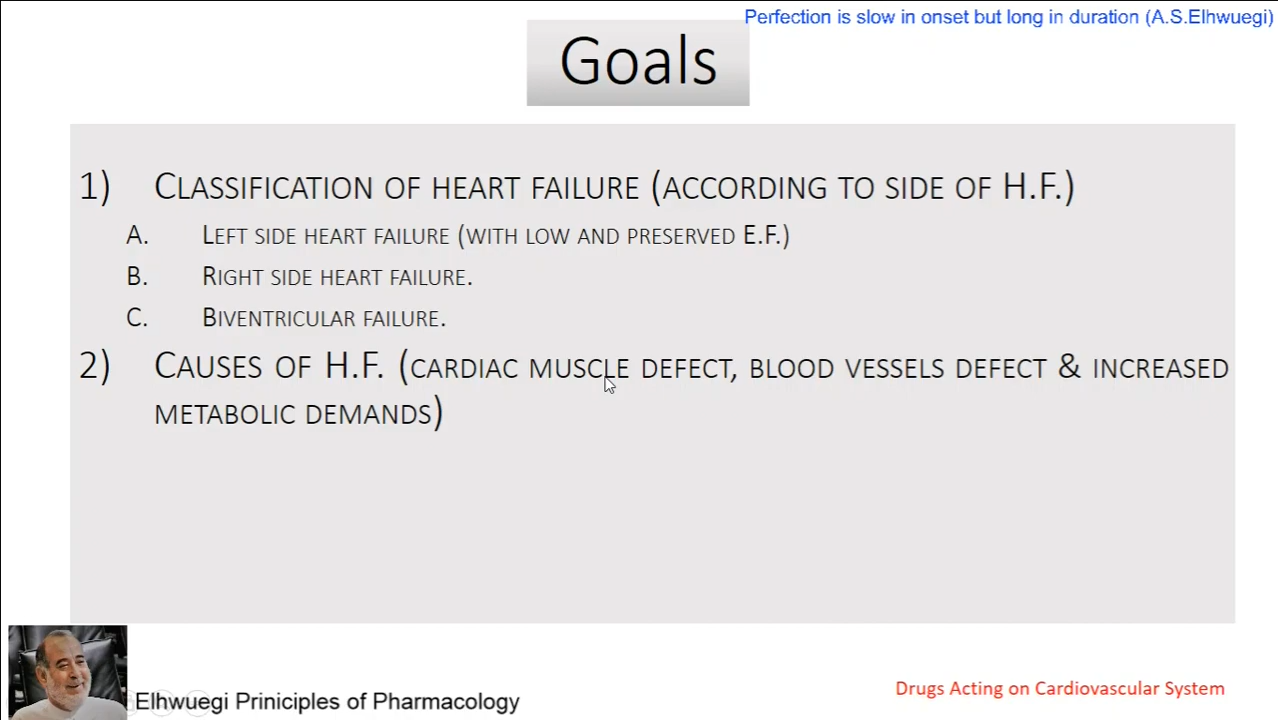 Perfection is slow in onset but long in duration (A.S.Elhwuegi)
Goals
1) Classification of heart failure (according to side of H.F.)
A. Left side heart failure (with low and preserved E.F.)
B. Right side heart failure.
C. Biventricular failure.
2) Causes of H.F. (cardiac muscle defect, blood vessels defect & increased
metabolic demands)
Elhwuegi Priniciples of Pharmacology
Drugs Acting on Cardiovascular System